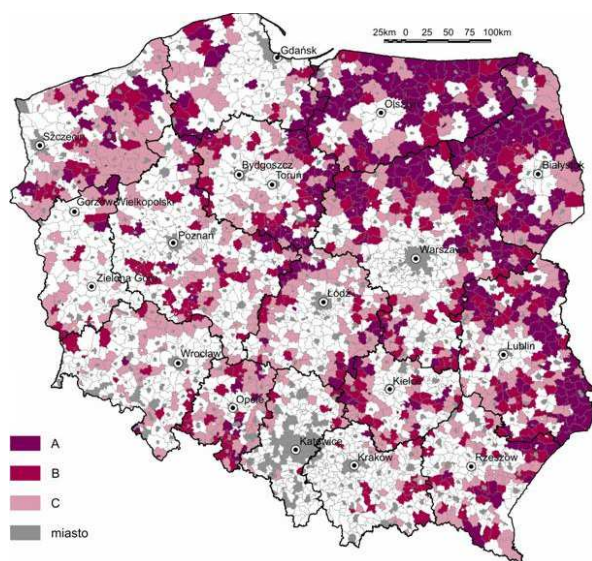 25km 0 25 50 75 100km
Gdańsk
Olsztyn
Szczecin
Białystok
Bydgoszcz
Toruń
Gorzów Wielkopolski
Poznań
Warszawa
Zielona Góra
Łódź
Wrocław
Lublin
Kielce
Opole
A
Katowice
B
Kraków
Rzeszów
C
miasto